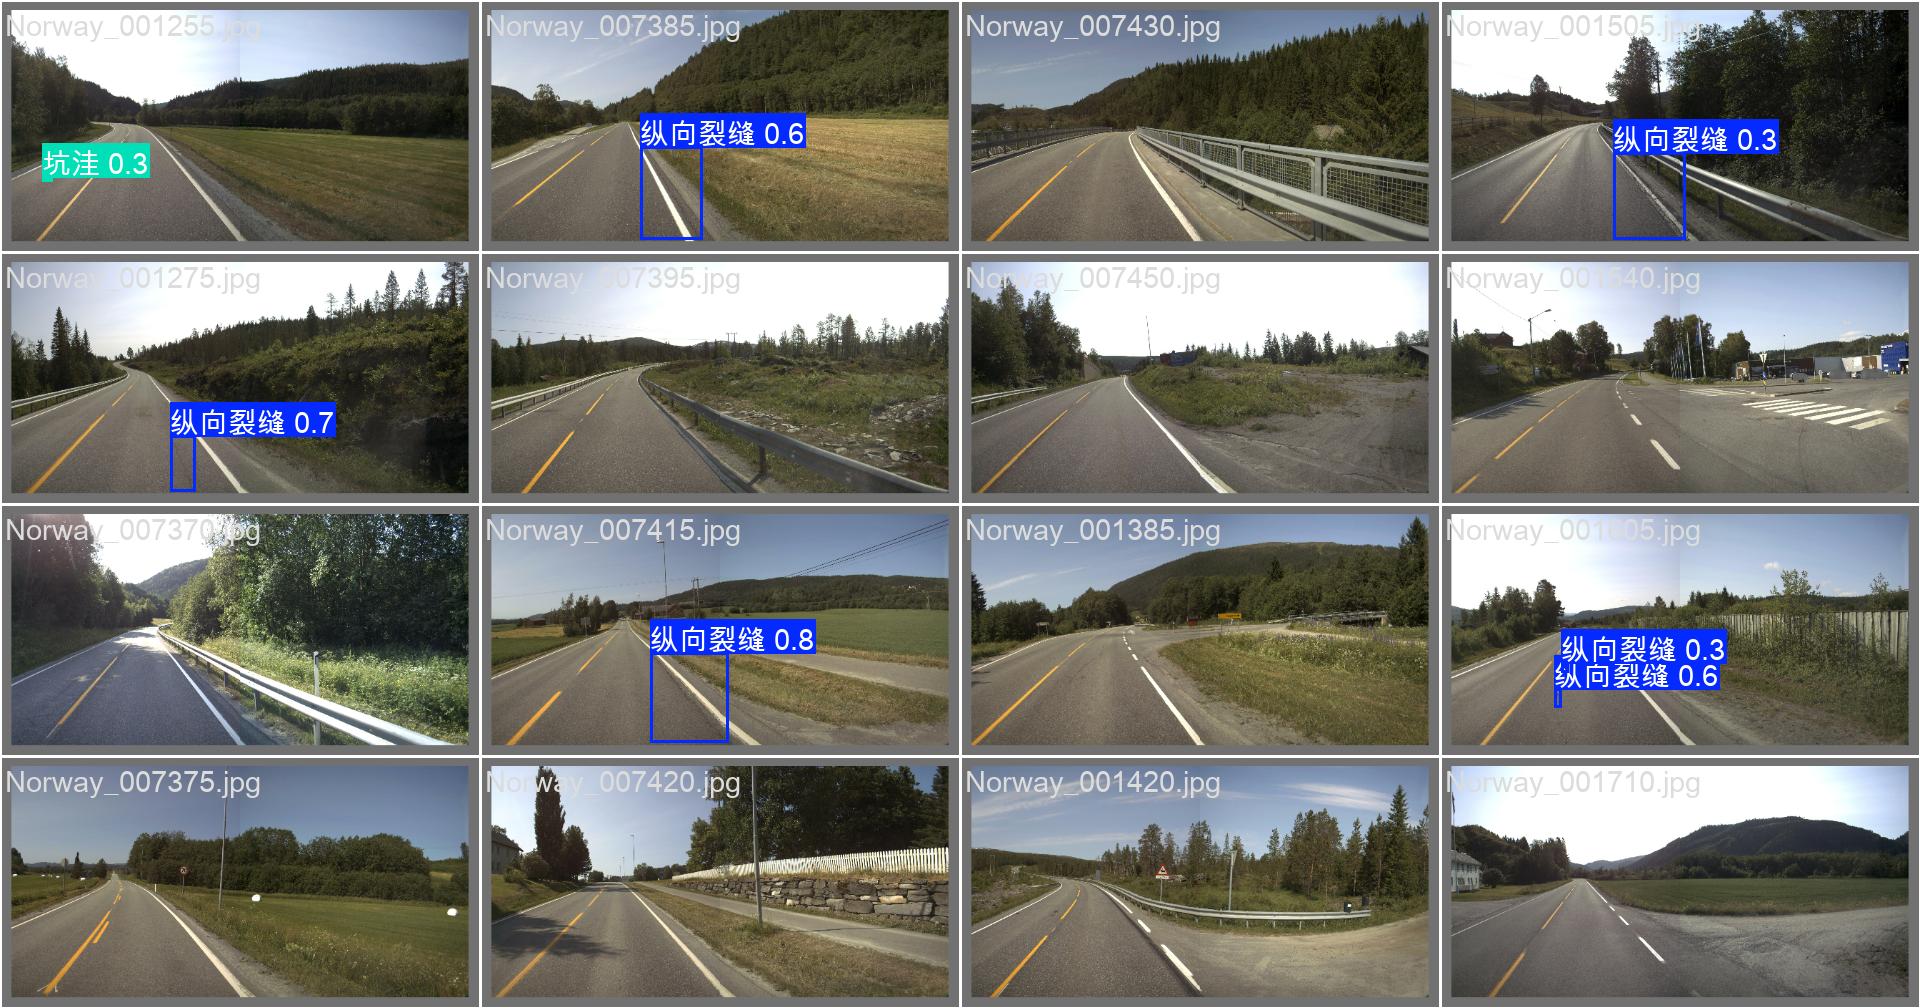 Norway_001255.jpg
坑洼 0.3
Norway_007385.jpg
纵向裂缝 0.6
Norway_007430.jpg
Norway_001505.jpg
纵向裂缝 0.3
Norway_001275.jpg
纵向裂缝 0.7
Norway_007395.jpg
Norway_007450.jpg
Norway_001540.jpg
Norway_007370.jpg
Norway_007415.jpg
纵向裂缝 0.8
Norway_001385.jpg
Norway_001605.jpg
纵向裂缝 0.3
纵向裂缝 0.6
Norway_007375.jpg
Norway_007420.jpg
Norway_001420.jpg
Norway_001710.jpg